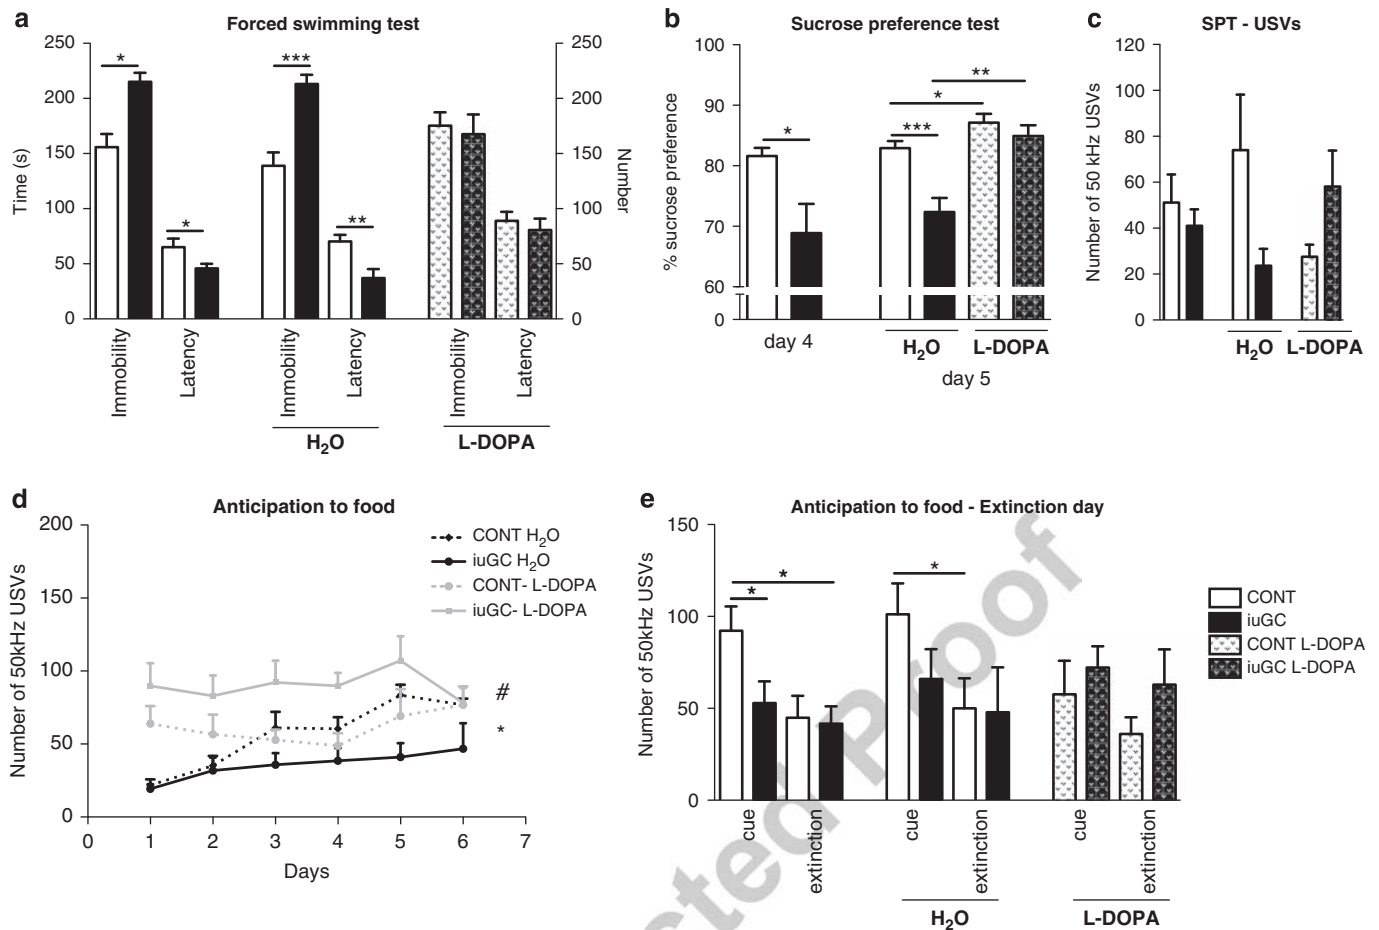 a
Forced swimming test
250
200
150
100
50
0
Time (s)
250
200
150
100
50
0
Number
*
*
***
**
Immobility
Latency
Immobility
Latency
Immobility
Latency
H2O
L-DOPA
b
Sucrose preference test
100
90
80
70
60
0
% sucrose preference
*
***
*
**
day 4
H2O
L-DOPA
day 5
c
SPT - USVs
120
100
80
60
40
20
0
Number of 50 kHz USVs
H2O
L-DOPA
d
Anticipation to food
200
150
100
50
0
Number of 50kHz USVs
CONT H2O
iuGC H2O
CONT- L-DOPA
iuGC- L-DOPA
#
*
0 1 2 3 4 5 6 7
Days
e
Anticipation to food - Extinction day
150
100
50
0
Number of 50kHz USVs
*
*
*
cue
extinction
cue
extinction
cue
extinction
H2O
L-DOPA
CONT
iuGC
CONT L-DOPA
iuGC L-DOPA
cted Proof